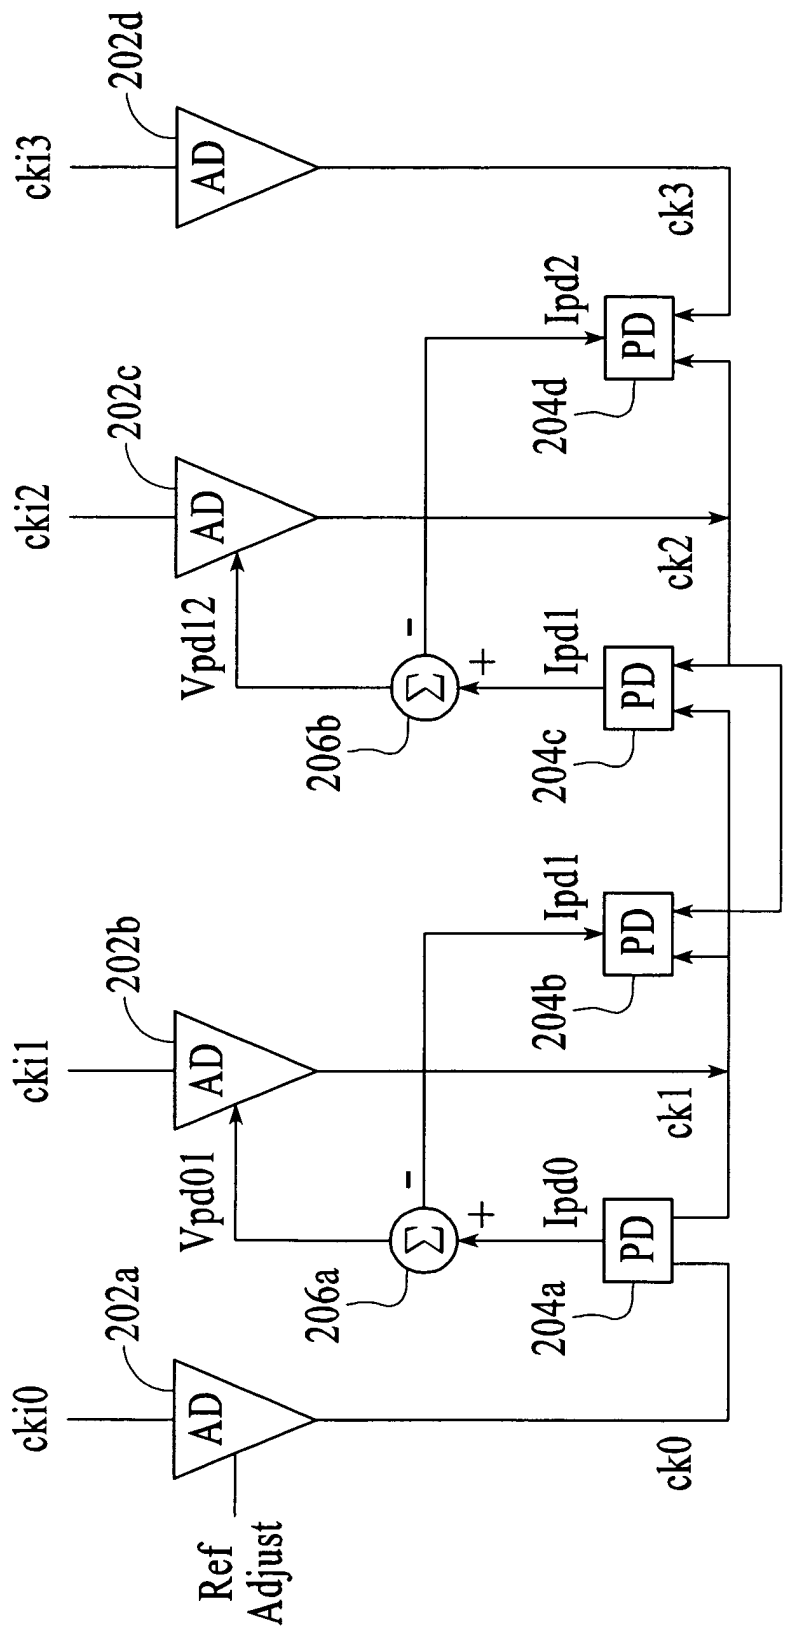 cki0
cki1
cki2
cki3
202a
202b
202c
202d
AD
AD
AD
AD
Ref
Adjust
Vpd01
Vpd12
206a
Σ
-
+
206b
Σ
-
+
Ipd0
Ipd1
Ipd1
Ipd2
204a
PD
204b
PD
204c
PD
204d
PD
ck0
ck1
ck2
ck3